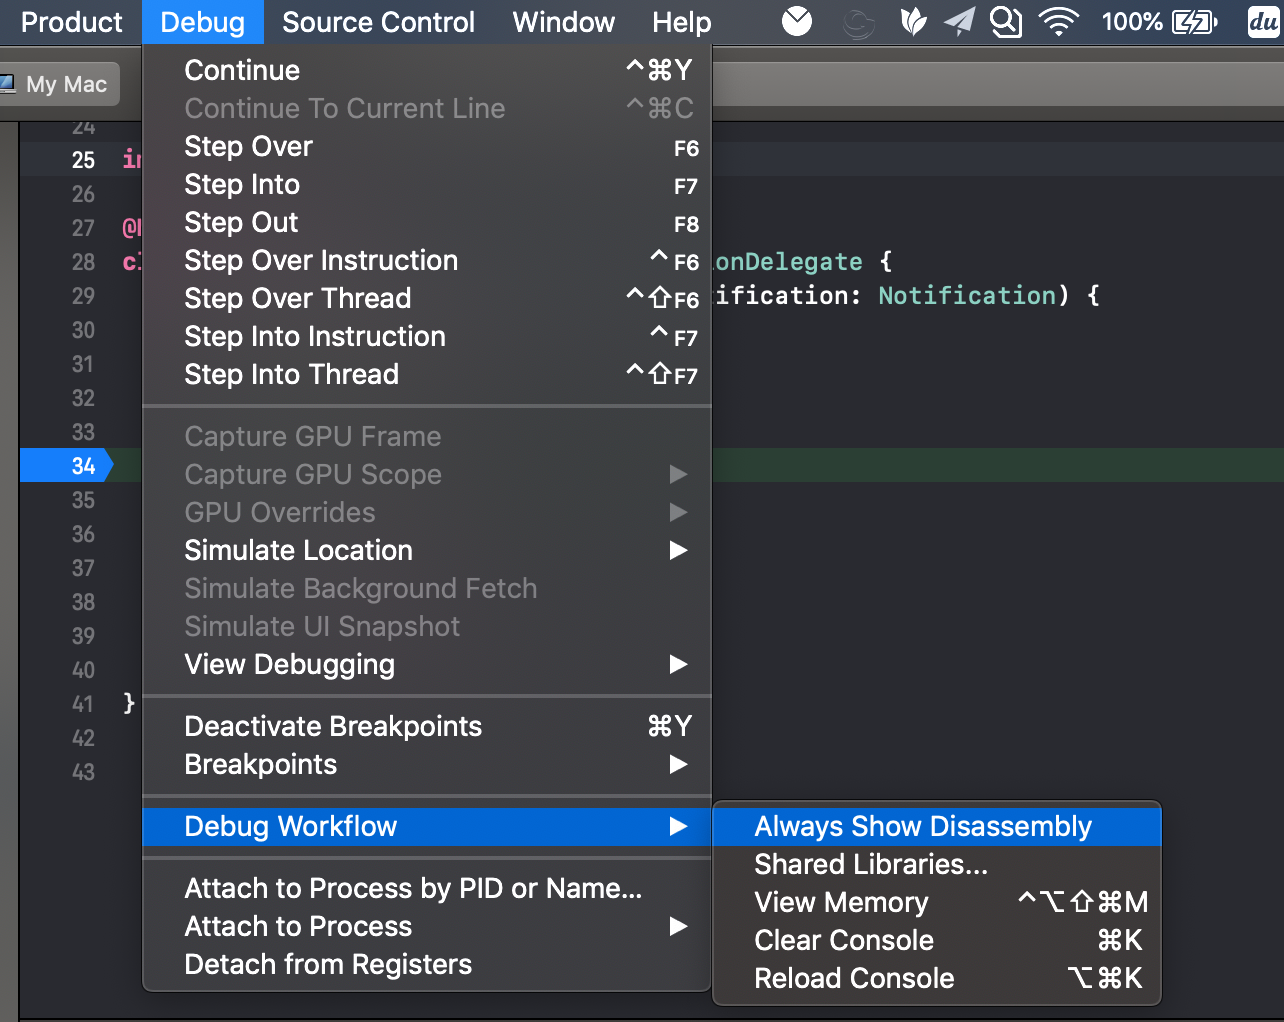 Product Debug Source Control Window Help 100% du
My Mac
24
25
26
27
28 onDelegate {
29 ification: Notification) {
30
31
32
33
34
35
36
37
38
39
40
41 }
42
43
Continue ^⌘Y
Continue To Current Line ^⌘C
Step Over F6
Step Into F7
Step Out F8
Step Over Instruction ^F6
Step Over Thread ^⇧F6
Step Into Instruction ^F7
Step Into Thread ^⇧F7
Capture GPU Frame
Capture GPU Scope ▶
GPU Overrides ▶
Simulate Location ▶
Simulate Background Fetch
Simulate UI Snapshot
View Debugging ▶
Deactivate Breakpoints ⌘Y
Breakpoints ▶
Debug Workflow ▶
Attach to Process by PID or Name...
Attach to Process ▶
Detach from Registers
Always Show Disassembly
Shared Libraries...
View Memory ^⌥⇧⌘M
Clear Console ⌘K
Reload Console ⌥⌘K